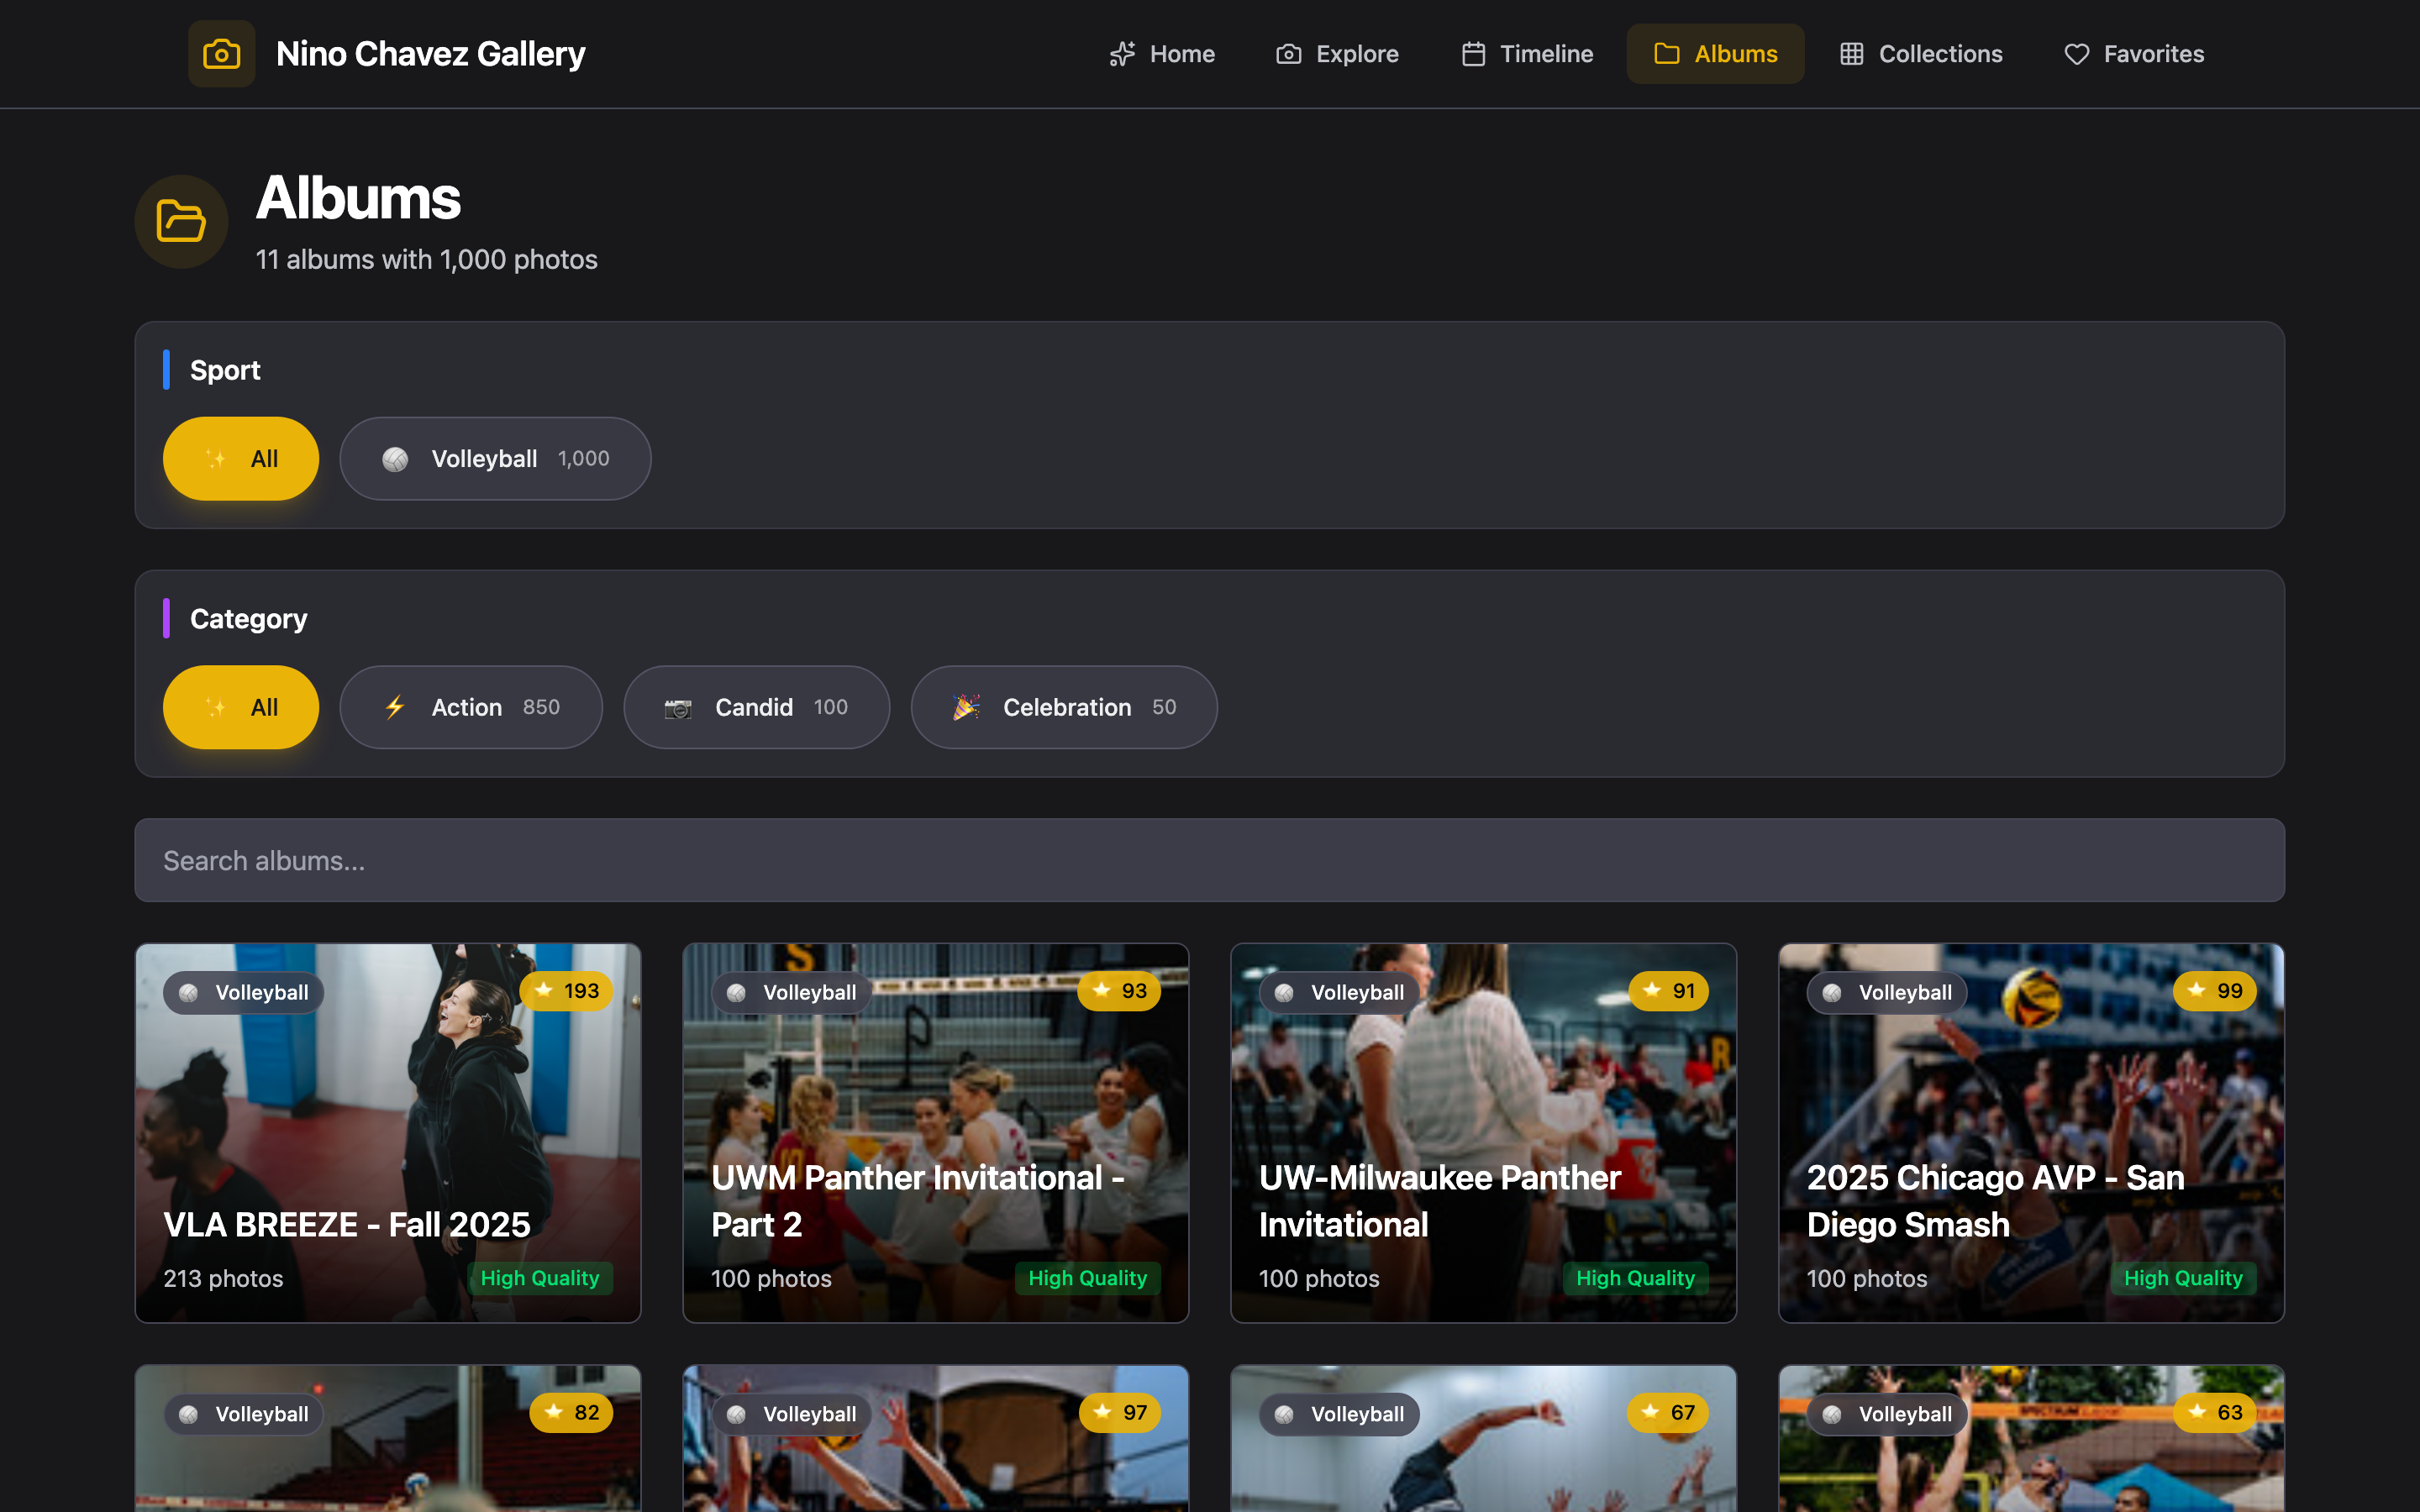 Nino Chavez Gallery
Home
Explore
Timeline
Albums
Collections
Favorites
Albums
11 albums with 1,000 photos
Sport
All
Volleyball 1,000
Category
All
Action 850
Candid 100
Celebration 50
Search albums...
Volleyball
193
VLA BREEZE - Fall 2025
213 photos
High Quality
Volleyball
93
UWM Panther Invitational -
Part 2
100 photos
High Quality
Volleyball
91
UW-Milwaukee Panther
Invitational
100 photos
High Quality
Volleyball
99
2025 Chicago AVP - San
Diego Smash
100 photos
High Quality
Volleyball
82
Volleyball
97
Volleyball
67
Volleyball
63